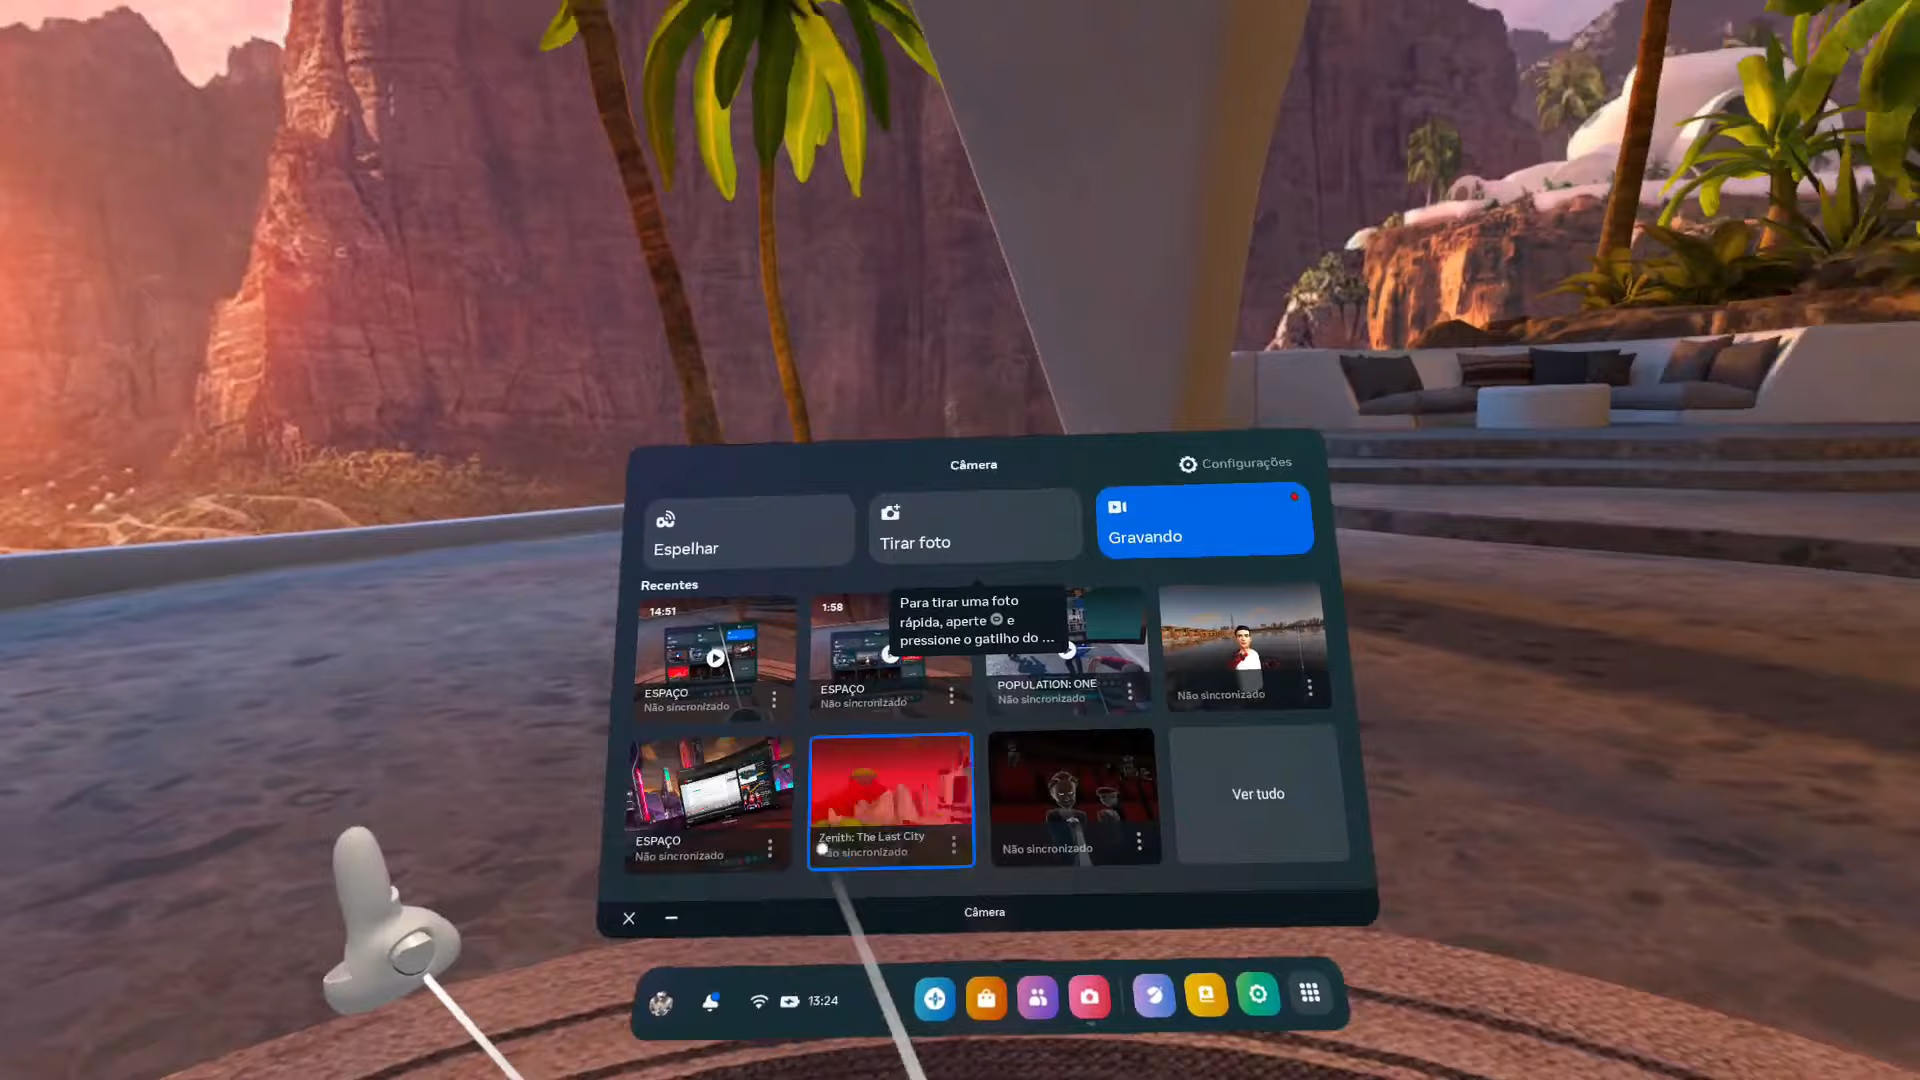 Câmera
Configurações
Espelhar
Tirar foto
Gravando
Recentes
14:51
ESPAÇO
Não sincronizado
1:58
ESPAÇO
Não sincronizado
Para tirar uma foto
rápida, aperte e
pressione o gatilho do ...
POPULATION: ONE
Não sincronizado
Não sincronizado
ESPAÇO
Não sincronizado
Zenith: The Last City
Não sincronizado
Não sincronizado
Ver tudo
Câmera
13:24